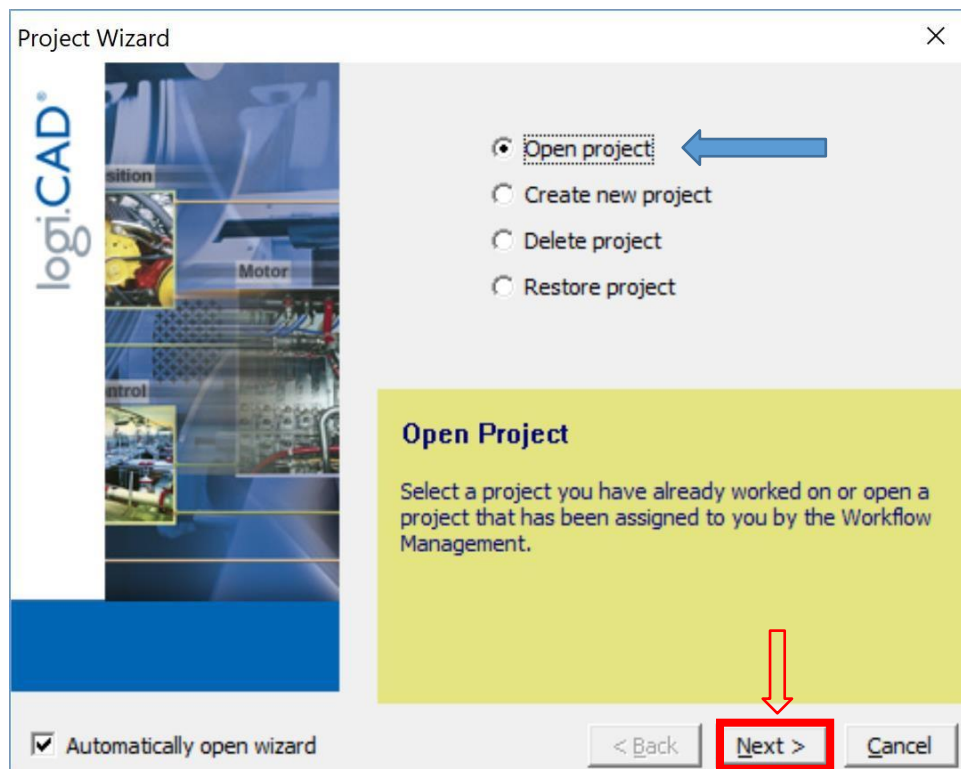 Project Wizard
logi.CAD
sition
Motor
ntrol
Open project
Create new project
Delete project
Restore project
Open Project
Select a project you have already worked on or open a
project that has been assigned to you by the Workflow
Management.
Automatically open wizard
< Back
Next >
Cancel